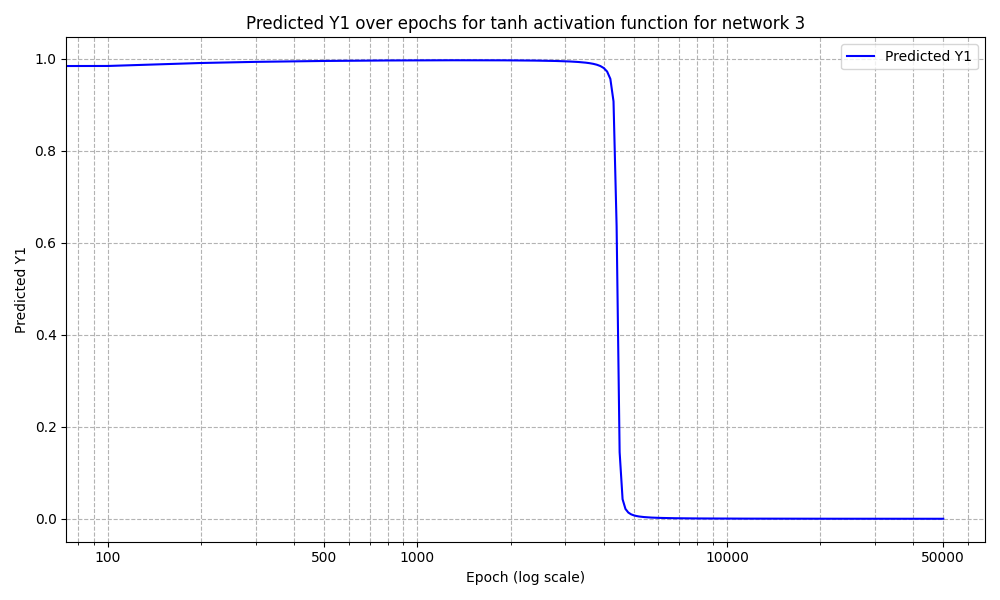 Predicted Y1 over epochs for tanh activation function for network 3
Predicted Y1
1.0
0.8
0.6
0.4
0.2
0.0
Predicted Y1
100
500
1000
10000
50000
Epoch (log scale)